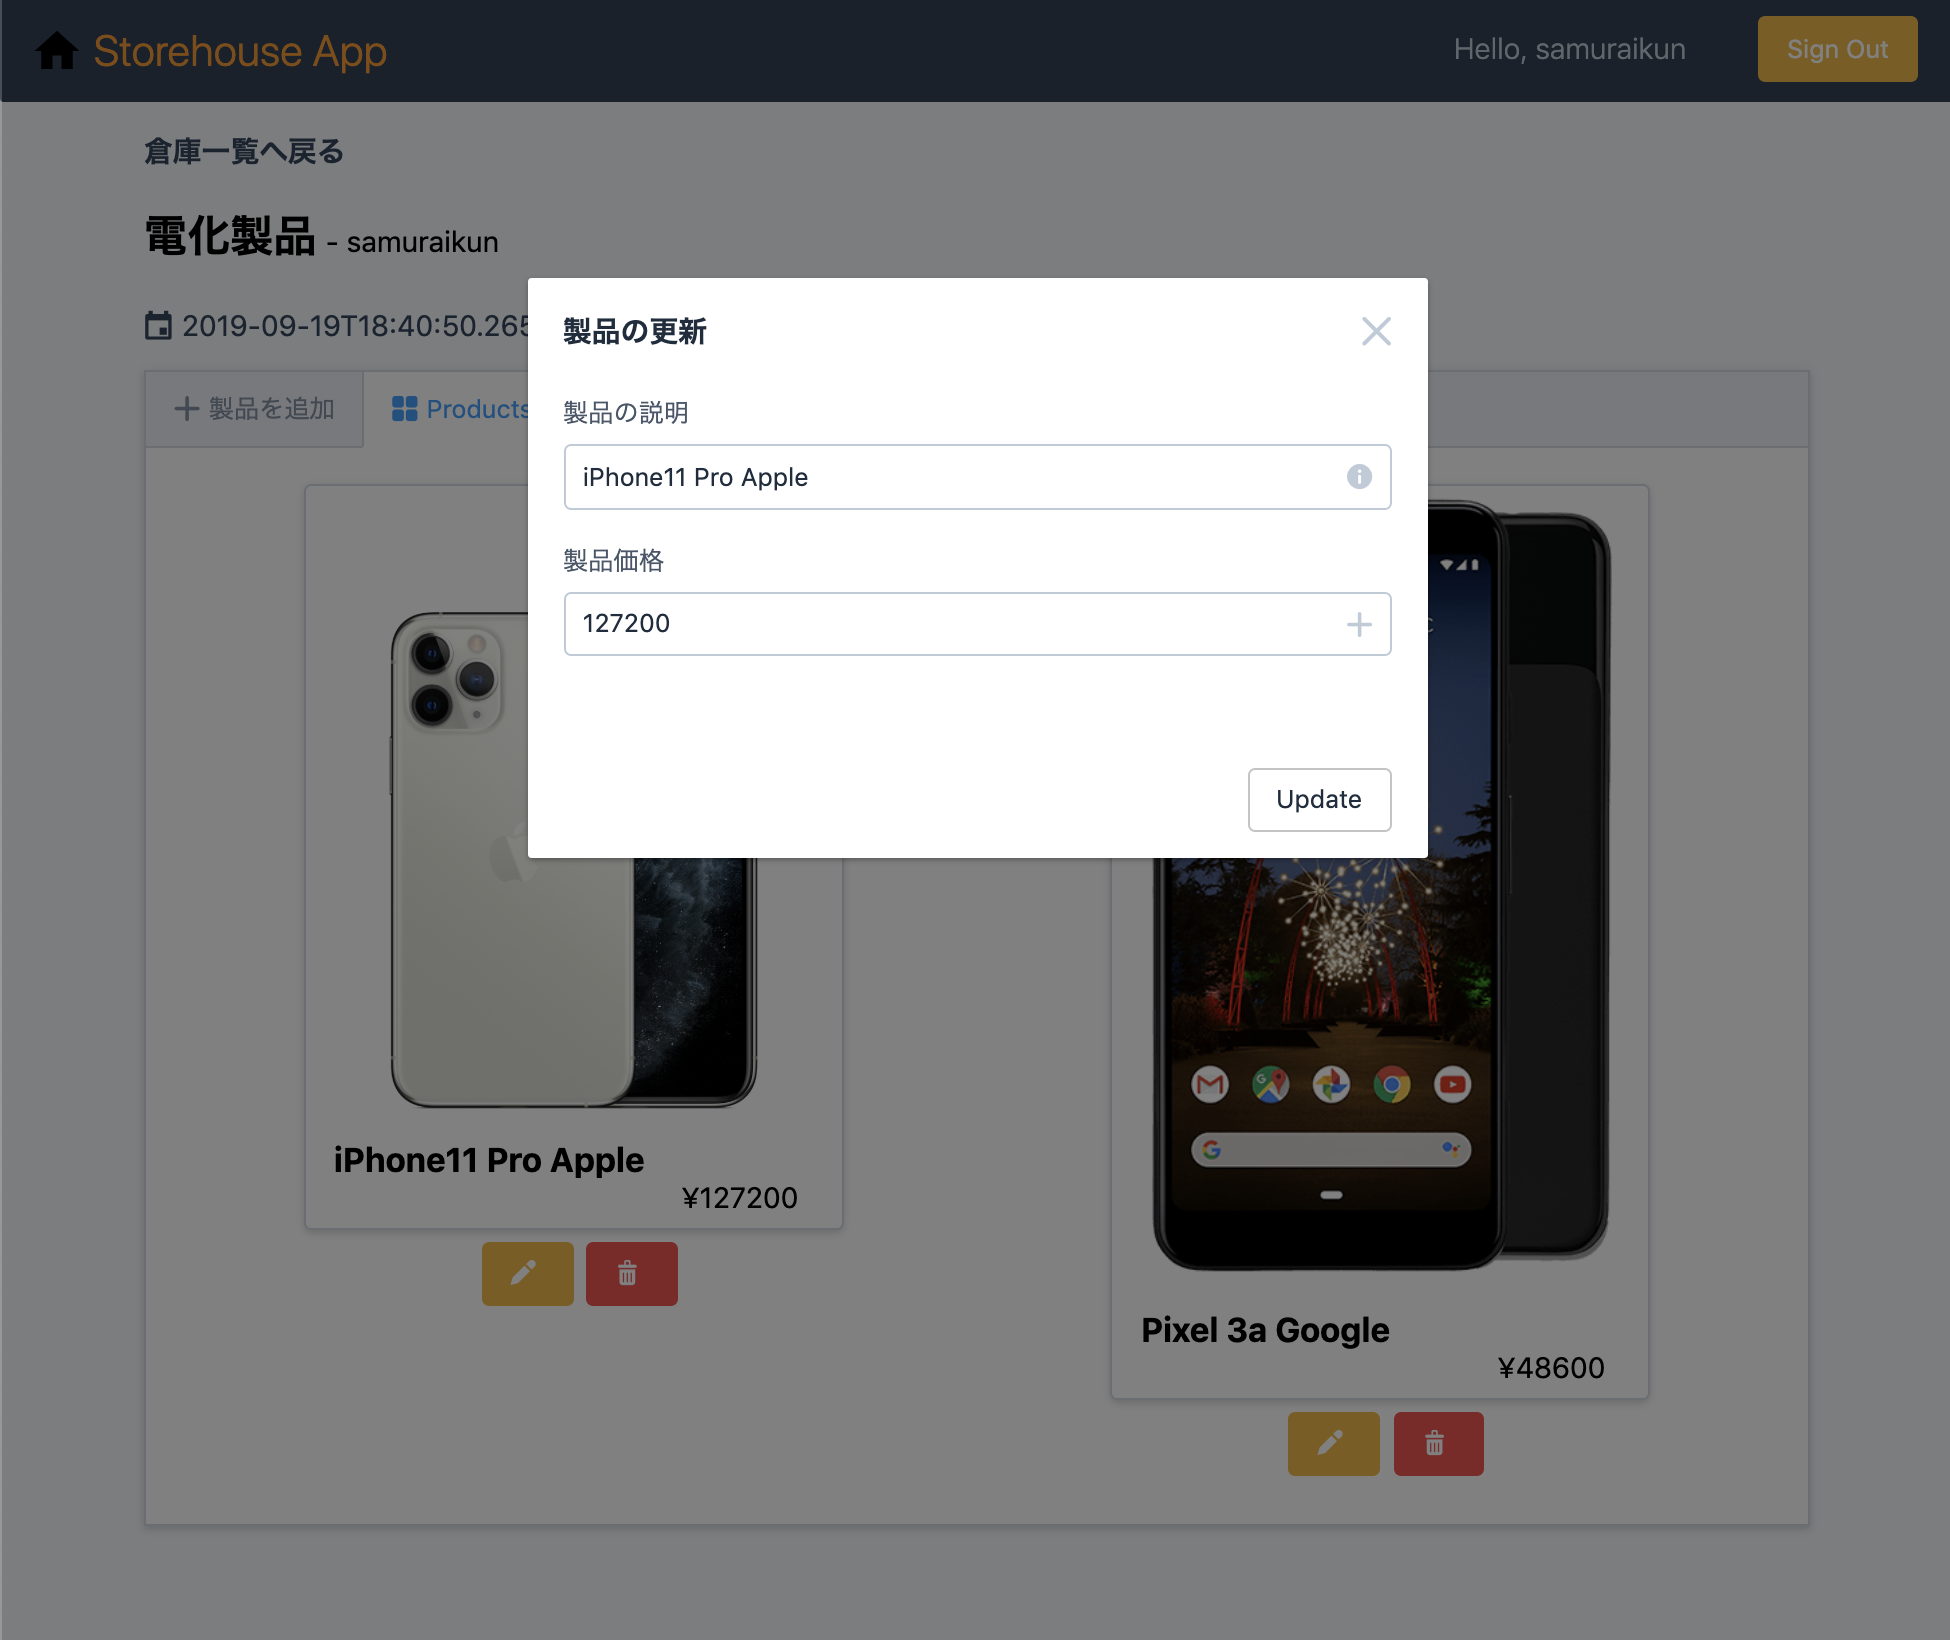 Storehouse App
Hello, samuraikun
Sign Out
倉庫一覧へ戻る
電化製品 - samuraikun
2019-09-19T18:40:50.265
製品を追加
Products
製品の更新
製品の説明
iPhone11 Pro Apple
製品価格
127200
Update
iPhone11 Pro Apple
¥127200
Pixel 3a Google
¥48600